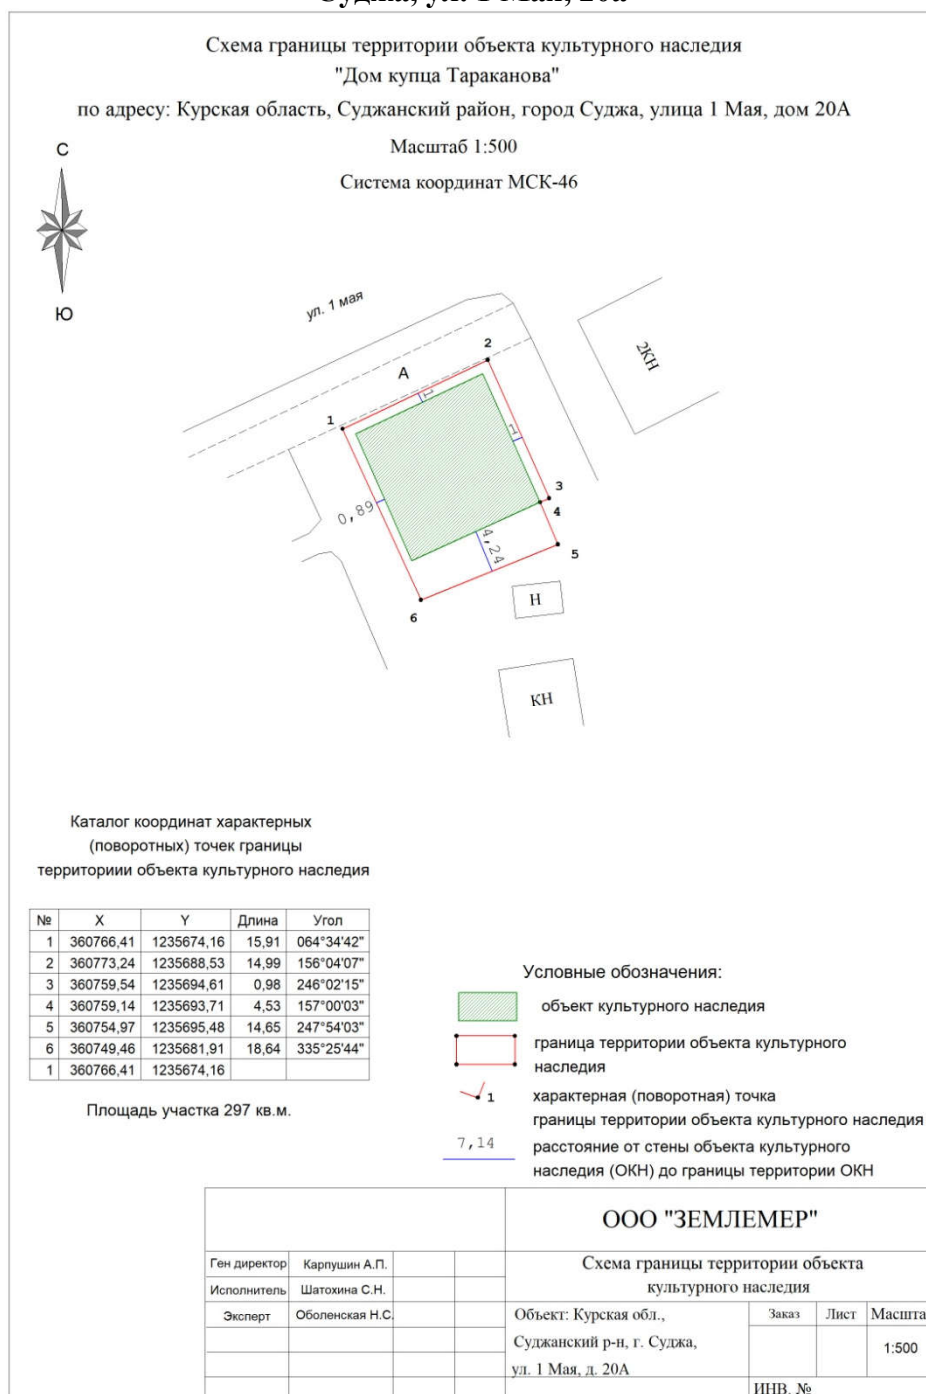 Схема границы территории объекта культурного наследия
"Дом купца Тараканова"
по адресу: Курская область, Суджанский район, город Суджа, улица 1 Мая, дом 20А
Масштаб 1:500
Система координат МСК-46
С
Ю
ул. 1 мая
2КН
2
А
1
1
1
0,89
3
4
4,24
5
6
Н
КН
Каталог координат характерных
(поворотных) точек границы
территориии объекта культурного наследия
№ X Y Длина Угол
1 360766,41 1235674,16 15,91 064°34'42"
2 360773,24 1235688,53 14,99 156°04'07"
3 360759,54 1235694,61 0,98 246°02'15"
4 360759,14 1235693,71 4,53 157°00'03"
5 360754,97 1235695,48 14,65 247°54'03"
6 360749,46 1235681,91 18,64 335°25'44"
1 360766,41 1235674,16
Площадь участка 297 кв.м.
Условные обозначения:
объект культурного наследия
граница территории объекта культурного
наследия
1 характерная (поворотная) точка
границы территории объекта культурного наследия
7,14 расстояние от стены объекта культурного
наследия (ОКН) до границы территории ОКН
ООО "ЗЕМЛЕМЕР"
Ген директор Карпушин А.П.
Исполнитель Шатохина С.Н.
Эксперт Оболенская Н.С.
Схема границы территории объекта
культурного наследия
Объект: Курская обл.,
Суджанский р-н, г. Суджа,
ул. 1 Мая, д. 20А
Заказ Лист Масшта
1:500
ИНВ. №